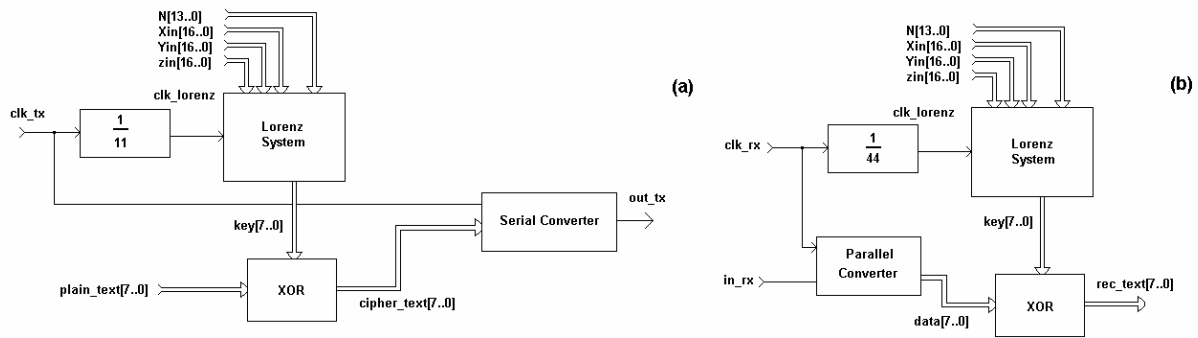 N[13..0]
Xin[16..0]
Yin[16..0]
zin[16..0]
clk_lorenz
clk_tx
1
11
Lorenz
System
(a)
key[7..0]
Serial Converter
out_tx
plain_text[7..0]
XOR
cipher_text[7..0]
N[13..0]
Xin[16..0]
Yin[16..0]
zin[16..0]
(b)
clk_lorenz
clk_rx
1
44
Lorenz
System
key[7..0]
Parallel
Converter
in_rx
data[7..0]
XOR
rec_text[7..0]